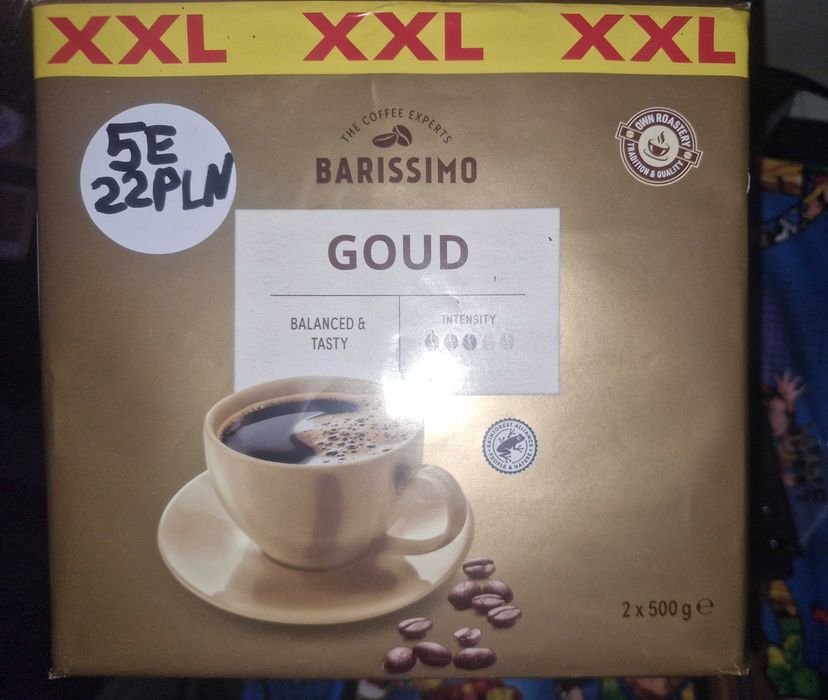 XXL XXL XXL
5E
22PLN
THE COFFEE EXPERTS
BARISSIMO
OWN ROASTERY
TRADITION & QUALITY
GOUD
BALANCED &
TASTY
INTENSITY
RAINFOREST ALLIANCE
PEOPLE & NATURE
2 x 500 g ℮